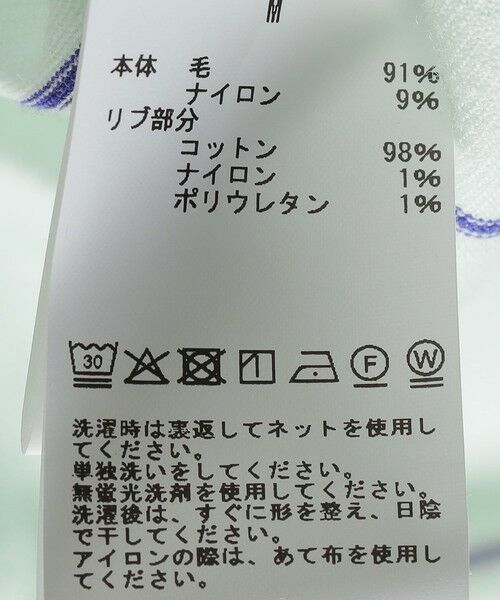 M
本体 毛 91%
ナイロン 9%
リブ部分
コットン 98%
ナイロン 1%
ポリウレタン 1%
30 F W
洗濯時は裏返してネットを使用し
てください。
単独洗いをしてください。
無蛍光洗剤を使用してください。
洗濯後は、すぐに形を整え、日陰
で干してください。
アイロンの際は、あて布を使用し
てください。